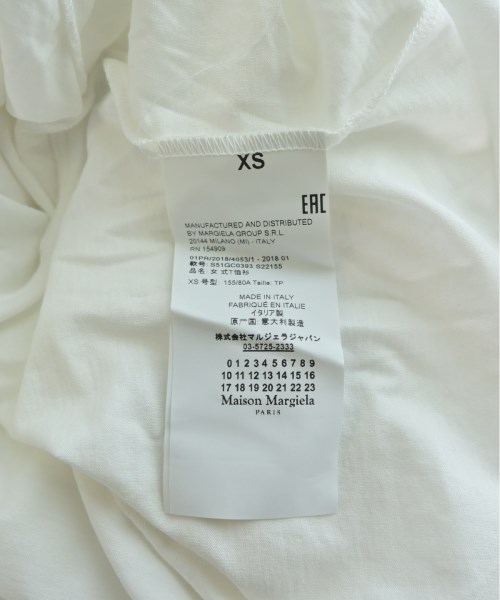 XS
EAC
MANUFACTURED AND DISTRIBUTED
BY MARGIELA GROUP S.R.L.
20144 MILANO (MI) - ITALY
RN 154909
01PR/2018/4053/1 - 2018 01
款号: S51GC0393 S22155
品名: 女式T恤衫
XS 号型: 155/80A Taille: TP
MADE IN ITALY
FABRIQUÉ EN ITALIE
イタリア製
原产国 意大利製造
株式会社マルジェラジャパン
03-5725-2333
0 1 2 3 4 5 6 7 8 9
10 11 12 13 14 15 16
17 18 19 20 21 22 23
Maison Margiela
PARIS